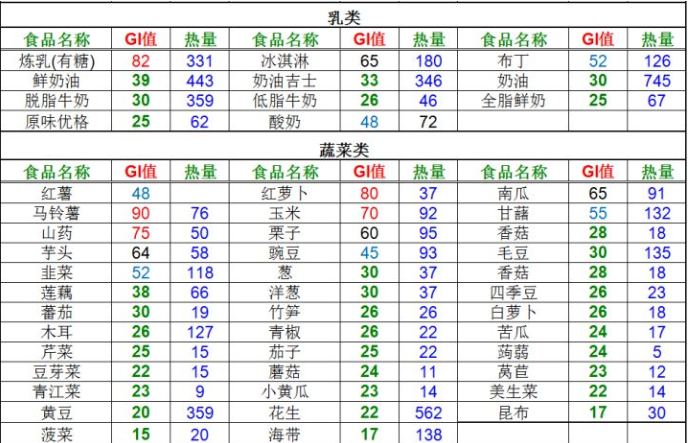 乳类
食品名称 GI值 热量 食品名称 GI值 热量 食品名称 GI值 热量
炼乳(有糖) 82 331 冰淇淋 65 180 布丁 52 126
鲜奶油 39 443 奶油吉士 33 346 奶油 30 745
脱脂牛奶 30 359 低脂牛奶 26 46 全脂鲜奶 25 67
原味优格 25 62 酸奶 48 72
蔬菜类
食品名称 GI值 热量 食品名称 GI值 热量 食品名称 GI值 热量
红薯 48 红萝卜 80 37 南瓜 65 91
马铃薯 90 76 玉米 70 92 甘藷 55 132
山药 75 50 栗子 60 95 香菇 28 18
芋头 64 58 豌豆 45 93 毛豆 30 135
韭菜 52 118 葱 30 37 香菇 28 18
莲藕 38 66 洋葱 30 37 四季豆 26 23
蕃茄 30 19 竹笋 26 26 白萝卜 26 18
木耳 26 127 青椒 26 22 苦瓜 24 17
芹菜 25 15 茄子 25 22 蒟蒻 24 5
豆芽菜 22 15 蘑菇 24 11 莴苣 23 12
青江菜 23 9 小黄瓜 23 14 美生菜 22 14
黄豆 20 359 花生 22 562 昆布 17 30
菠菜 15 20 海带 17 138